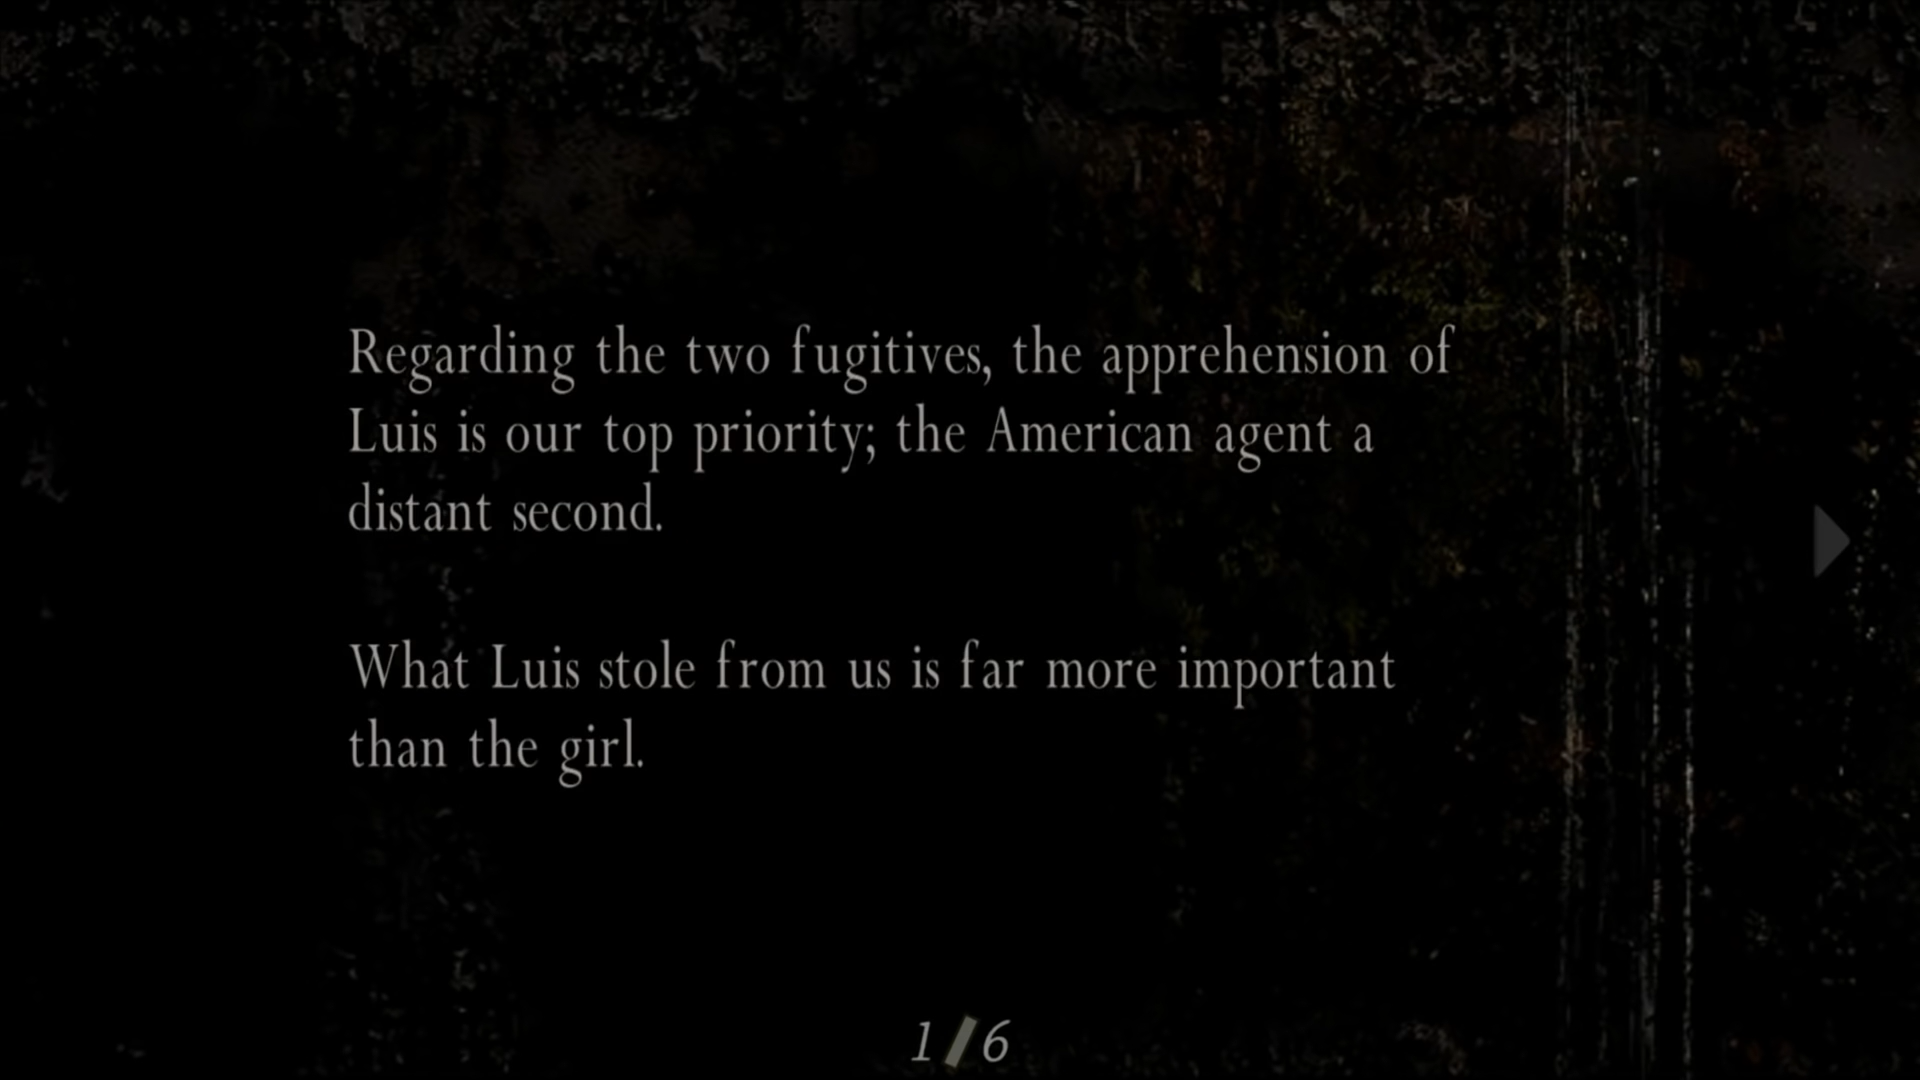 Regarding the two fugitives, the apprehension of
Luis is our top priority; the American agent a
distant second.
What Luis stole from us is far more important
than the girl.
1/6